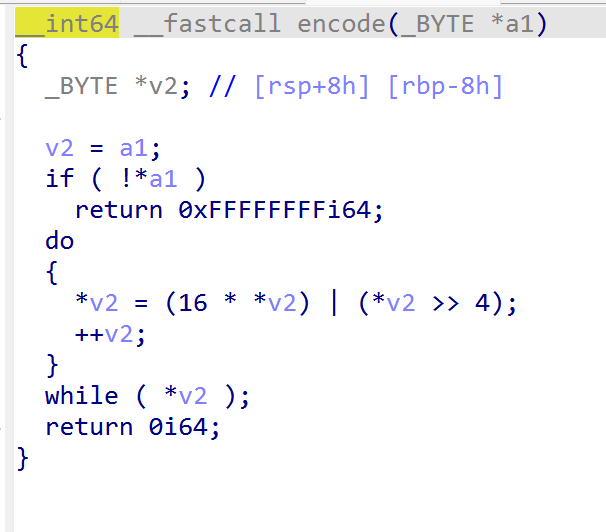 __int64 __fastcall encode(_BYTE *a1)
{
  _BYTE *v2; // [rsp+8h] [rbp-8h]

  v2 = a1;
  if ( !*a1 )
    return 0xFFFFFFFFi64;
  do
  {
    *v2 = (16 * *v2) | (*v2 >> 4);
    ++v2;
  }
  while ( *v2 );
  return 0i64;
}